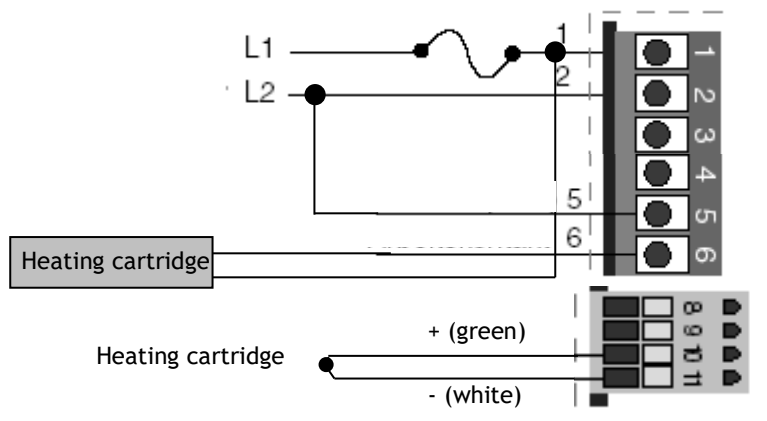 L1
1
L2
2
5
6
Heating cartridge
1
2
3
4
5
6
+ (green)
Heating cartridge
- (white)
8
9
10
11